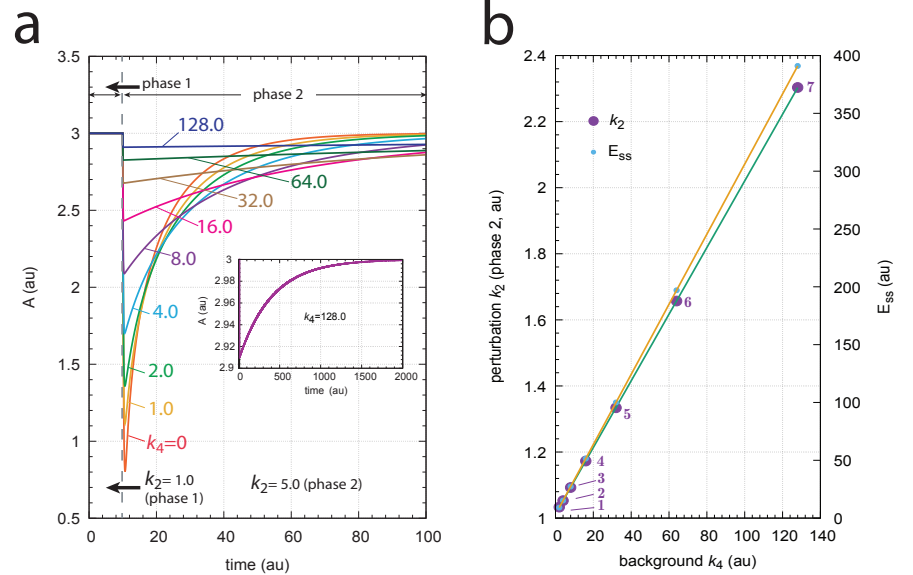 a
3.5
3
2.5
2
1.5
1
0.5
A (au)
0 20 40 60 80 100
time (au)
phase 1
phase 2
128.0
64.0
32.0
16.0
8.0
4.0
2.0
1.0
k4=0
k2= 1.0
(phase 1)
k2= 5.0 (phase 2)
3
2.98
2.96
2.94
2.92
2.9
A (au)
k4=128.0
0 500 1000 1500 2000
time (au)
b
2.4
2.2
2
1.8
1.6
1.4
1.2
1
perturbation k2 (phase 2, au)
k2
Ess
7
6
5
4
3
2
1
400
350
300
250
200
150
100
50
0
Ess (au)
0 20 40 60 80 100 120 140
background k4 (au)